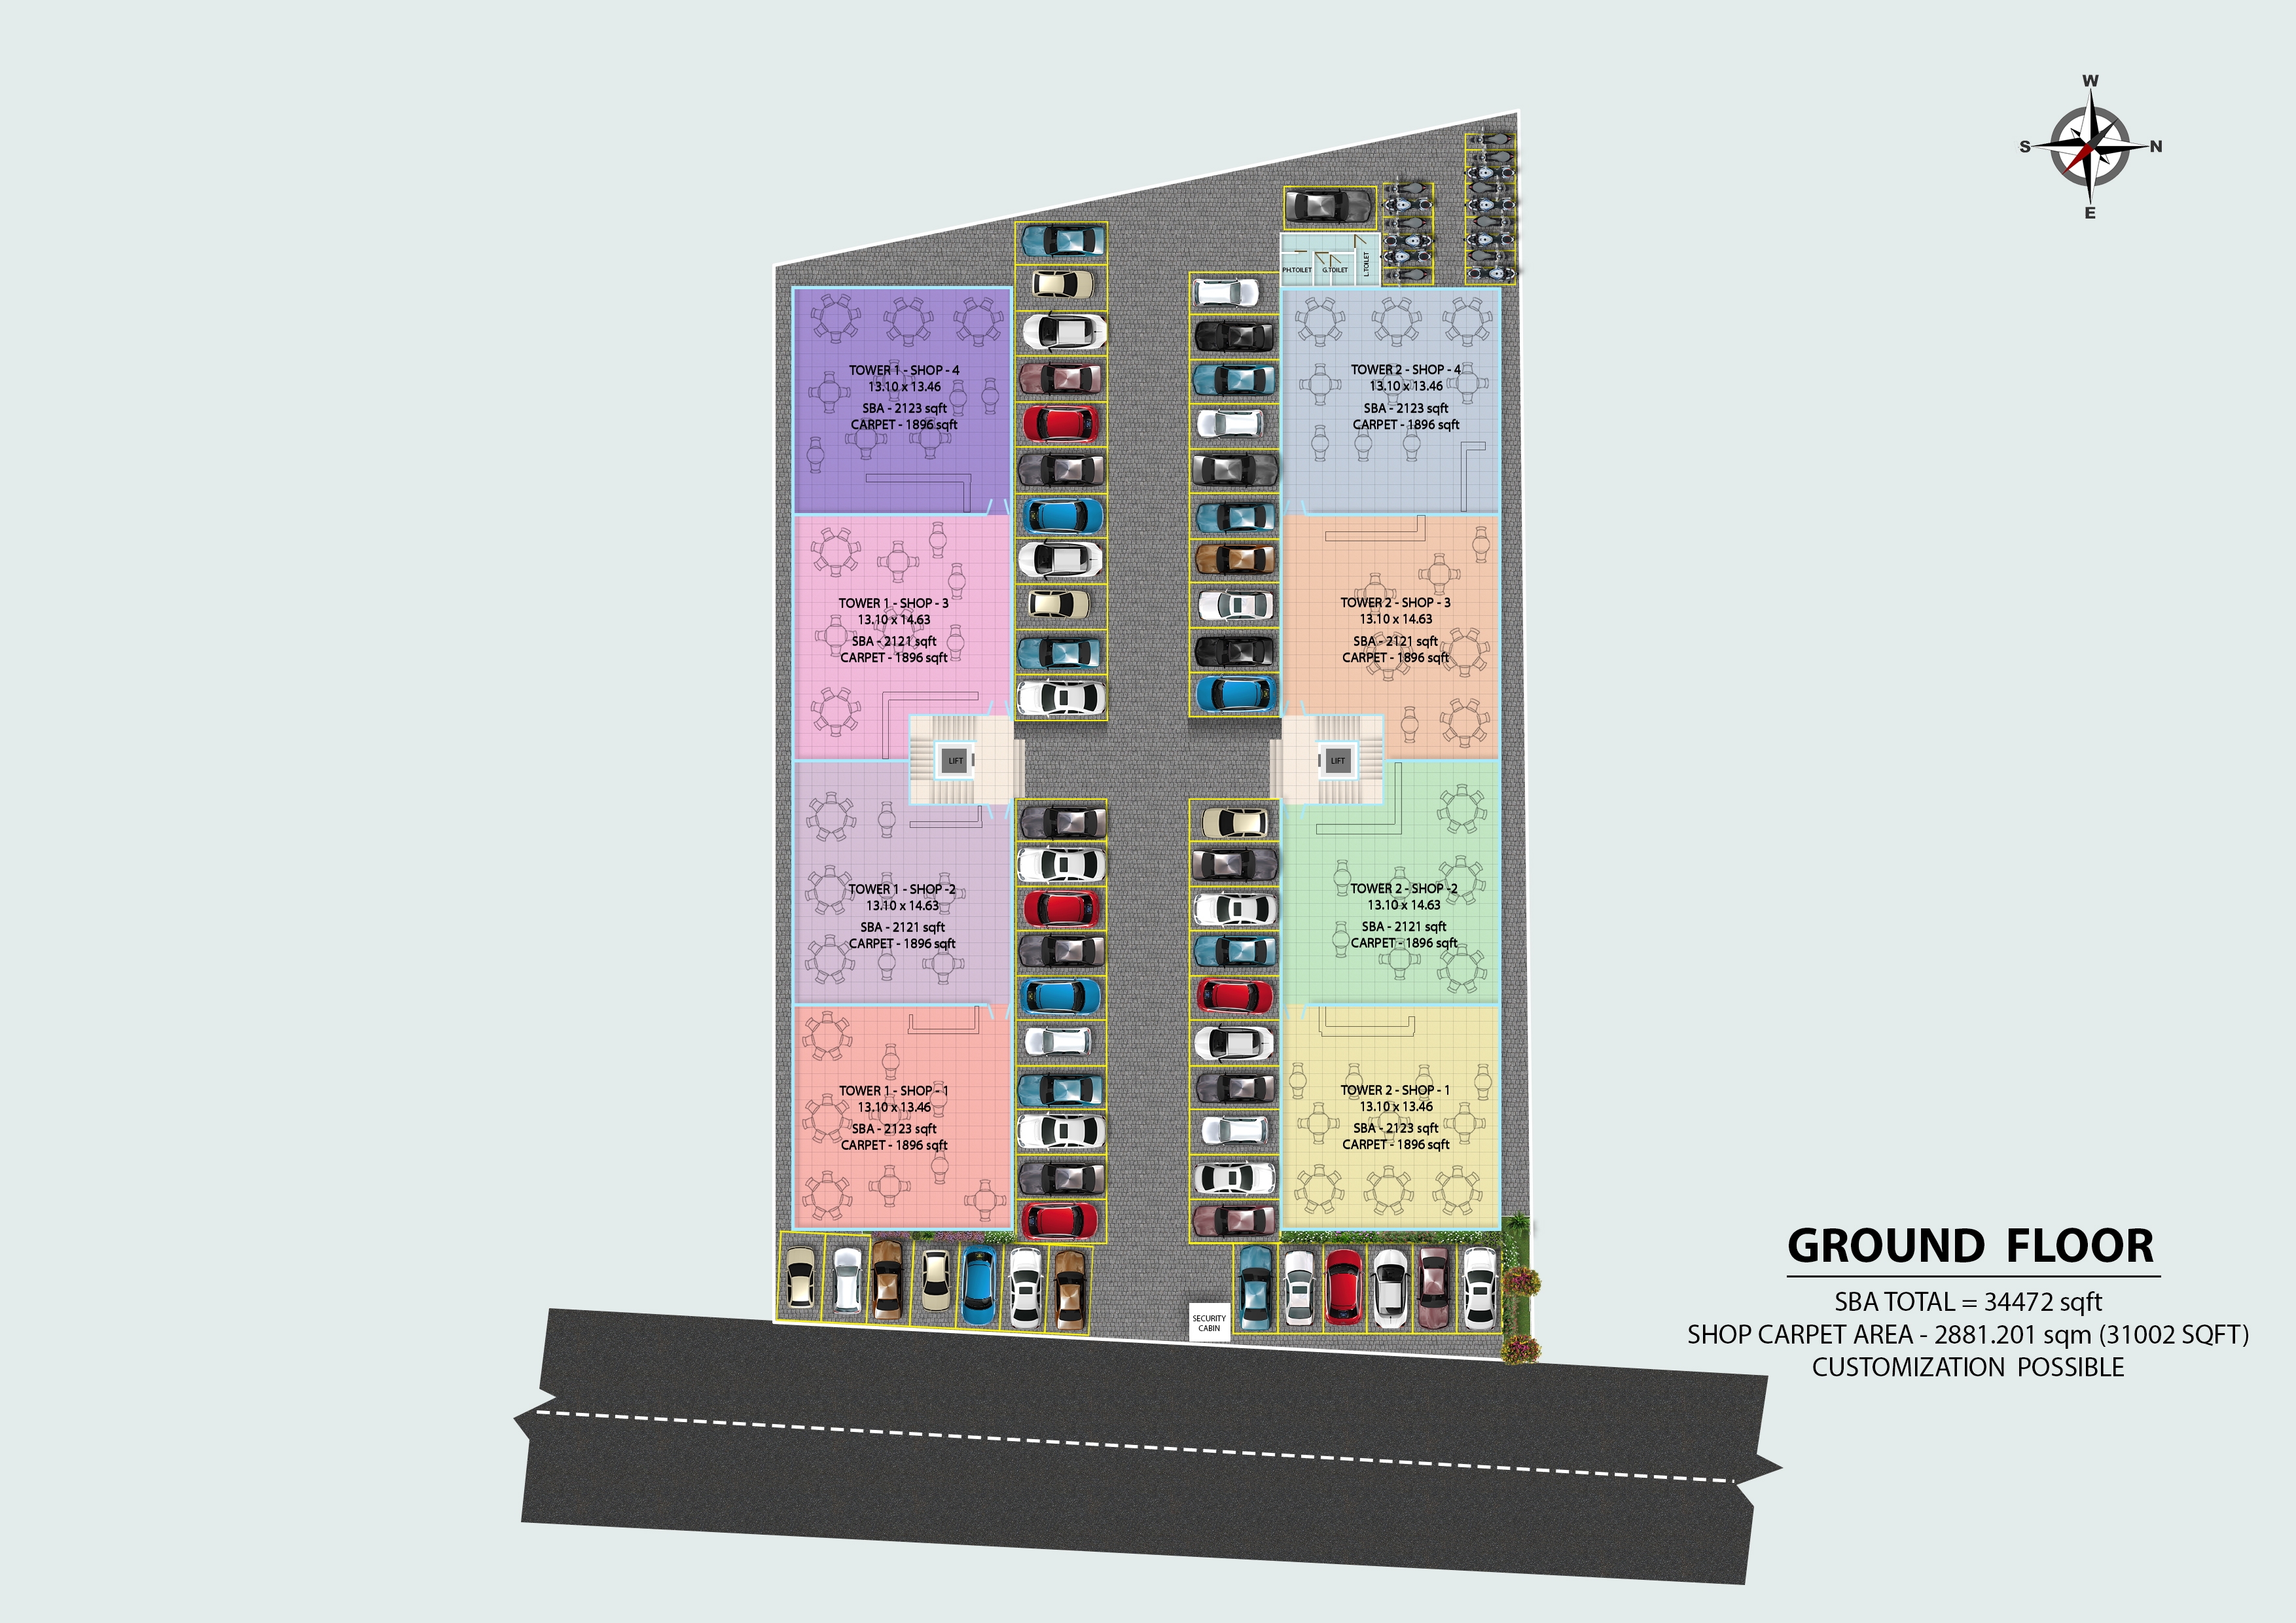 W
S
N
E
PH.TOILET
G.TOILET
L.TOILET
TOWER 1 - SHOP - 4
13.10 x 13.46
SBA - 2123 sqft
CARPET - 1896 sqft
TOWER 2 - SHOP - 4
13.10 x 13.46
SBA - 2123 sqft
CARPET - 1896 sqft
TOWER 1 - SHOP - 3
13.10 x 14.63
SBA - 2121 sqft
CARPET - 1896 sqft
TOWER 2 - SHOP - 3
13.10 x 14.63
SBA - 2121 sqft
CARPET - 1896 sqft
LIFT
LIFT
TOWER 1 - SHOP -2
13.10 x 14.63
SBA - 2121 sqft
CARPET - 1896 sqft
TOWER 2 - SHOP -2
13.10 x 14.63
SBA - 2121 sqft
CARPET - 1896 sqft
TOWER 1 - SHOP - 1
13.10 x 13.46
SBA - 2123 sqft
CARPET - 1896 sqft
TOWER 2 - SHOP - 1
13.10 x 13.46
SBA - 2123 sqft
CARPET - 1896 sqft
SECURITY
CABIN
GROUND FLOOR
SBA TOTAL = 34472 sqft
SHOP CARPET AREA - 2881.201 sqm (31002 SQFT)
CUSTOMIZATION POSSIBLE